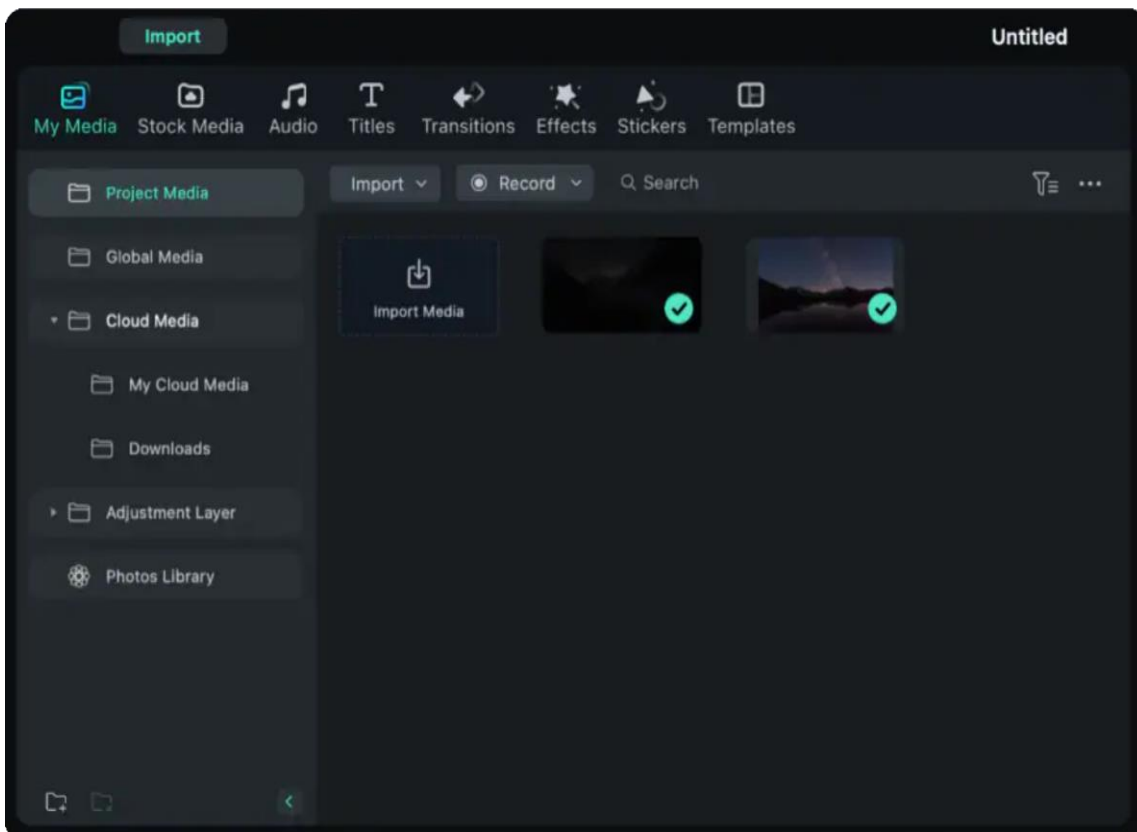 Import
Untitled
My Media
Stock Media
Audio
Titles
Transitions
Effects
Stickers
Templates
Project Media
Global Media
Cloud Media
My Cloud Media
Downloads
Adjustment Layer
Photos Library
Import
Record
Search
Import Media